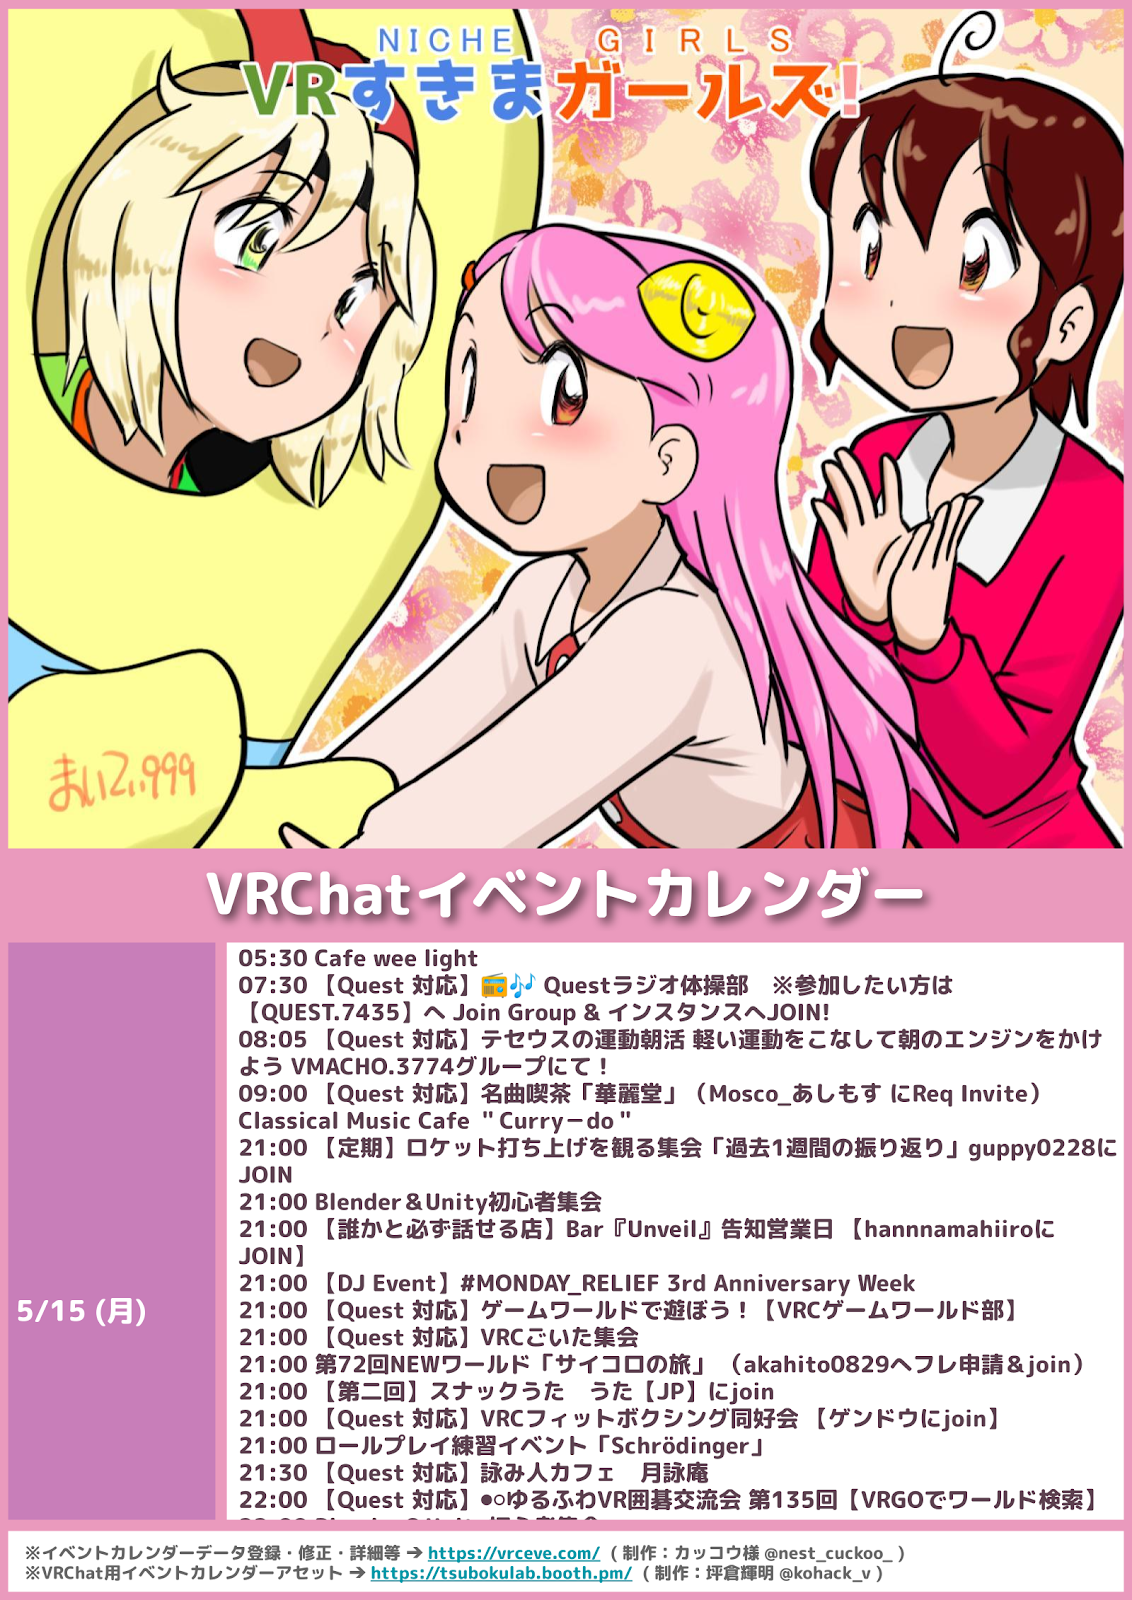 NICHE GIRLS
VRすきまガールズ!
VRChatイベントカレンダー
5/15 (月)
05:30 Cafe wee light
07:30 【Quest 対応】📻🎶 Questラジオ体操部　※参加したい方は
【QUEST.7435】へ Join Group & インスタンスへJOIN!
08:05 【Quest 対応】テセウスの運動朝活 軽い運動をこなして朝のエンジンをかけ
よう VMACHO.3774グループにて！
09:00 【Quest 対応】名曲喫茶「華麗堂」（Mosco_あしもす にReq Invite）
Classical Music Cafe ＂Curry－do＂
21:00 【定期】ロケット打ち上げを観る集会「過去1週間の振り返り」guppy0228に
JOIN
21:00 Blender＆Unity初心者集会
21:00 【誰かと必ず話せる店】Bar『Unveil』告知営業日 【hannnamahiiroに
JOIN】
21:00 【DJ Event】#MONDAY_RELIEF 3rd Anniversary Week
21:00 【Quest 対応】ゲームワールドで遊ぼう！【VRCゲームワールド部】
21:00 【Quest 対応】VRCごいた集会
21:00 第72回NEWワールド「サイコロの旅」（akahito0829へフレ申請＆join）
21:00 【第二回】スナックうた　うた【JP】にjoin
21:00 【Quest 対応】VRCフィットボクシング同好会 【ゲンドウにjoin】
21:00 ロールプレイ練習イベント「Schrödinger」
21:30 【Quest 対応】詠み人カフェ　月詠庵
22:00 【Quest 対応】●○ゆるふわVR囲碁交流会 第135回【VRGOでワールド検索】
※イベントカレンダーデータ登録・修正・詳細等 ➔ https://vrceve.com/ ( 制作：カッコウ様 @nest_cuckoo_ )
※VRChat用イベントカレンダーアセット ➔ https://tsubokulab.booth.pm/ ( 制作：坪倉輝明 @kohack_v )